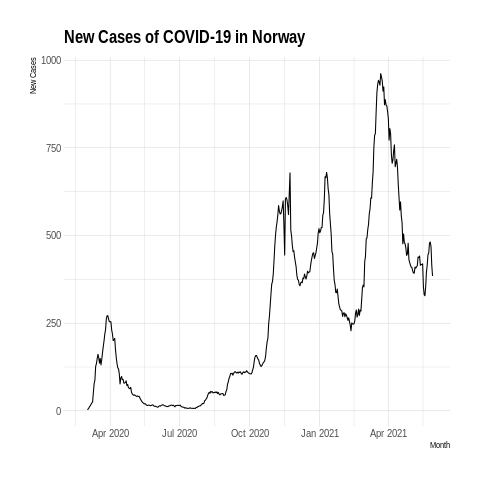 New Cases of COVID-19 in Norway
New Cases
1000
750
500
250
0
Apr 2020 Jul 2020 Oct 2020 Jan 2021 Apr 2021
Month